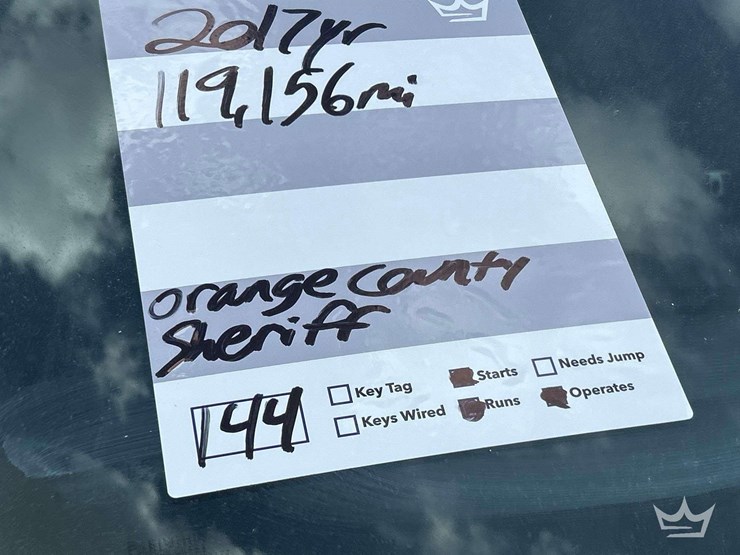 2017yr
119,156mi
orange county
Sheriff
144
Key Tag
Starts
Needs Jump
Keys Wired
Runs
Operates